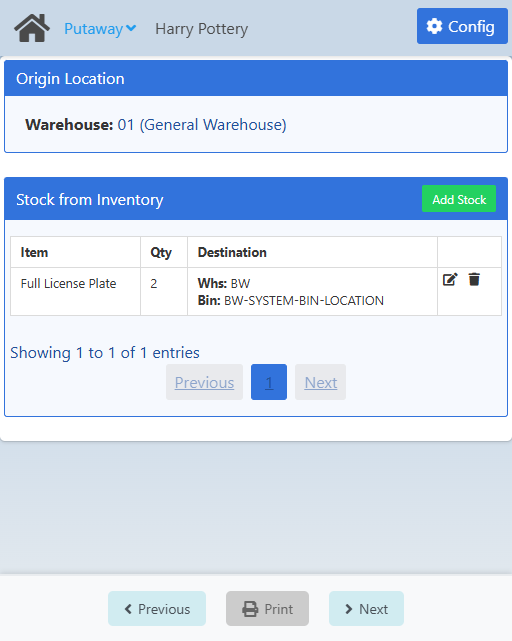 Putaway Harry Pottery Config
Origin Location
Warehouse: 01 (General Warehouse)
Stock from Inventory Add Stock
Item Qty Destination
Full License Plate 2 Whs: BW
Bin: BW-SYSTEM-BIN-LOCATION
Showing 1 to 1 of 1 entries
Previous 1 Next
Previous Print Next